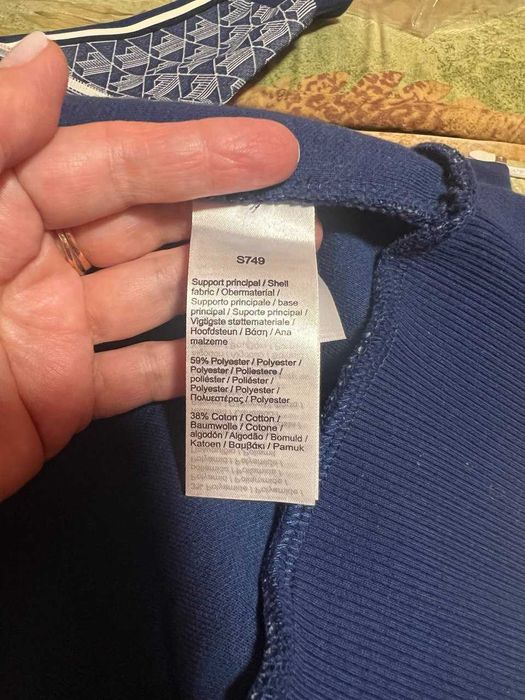 S749
Support principal / Shell
fabric / Obermaterial /
Supporto principale / base
principal / Suporte principal /
Vigtigste støttemateriale /
Hoofdsteun / Βάση / Ana
malzeme
59% Polyester / Polyester /
Polyester / Poliestere /
poliéster / Poliéster /
Polyester / Polyester /
Πολυεστέρας / Polyester
38% Coton / Cotton /
Baumwolle / Cotone /
algodón / Algodão / Bomuld /
Katoen / Βαμβάκι / Pamuk